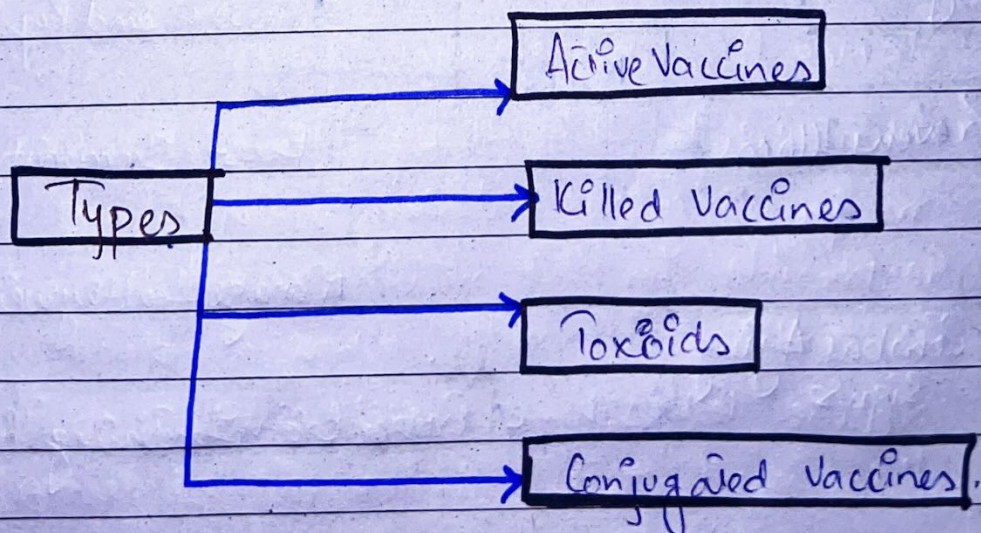 Types
Active Vaccines
Killed Vaccines
Toxoids
Conjugated Vaccines.